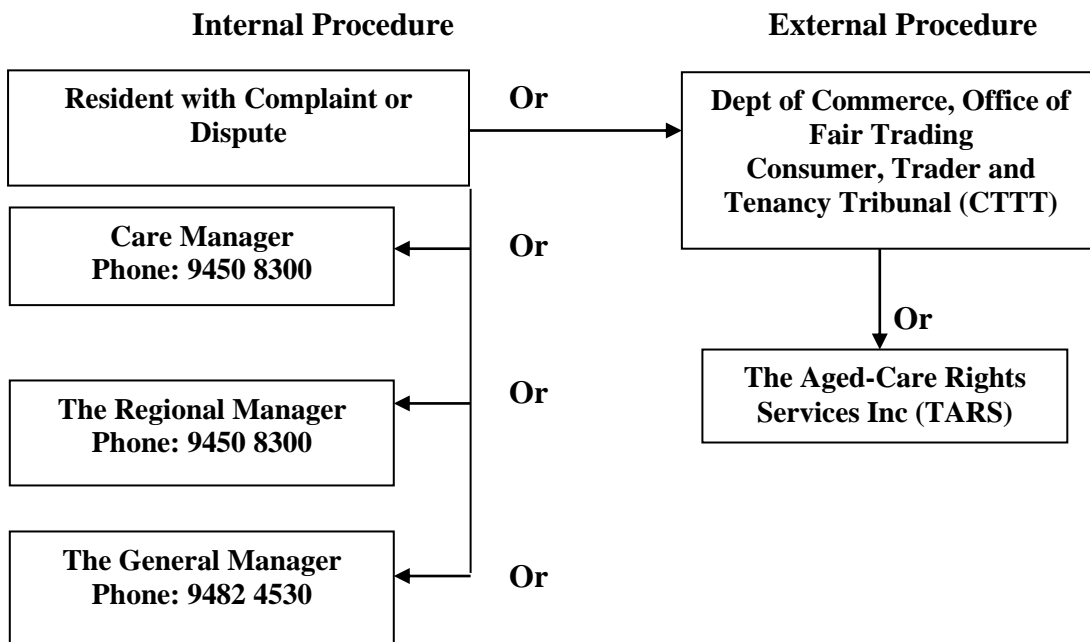 Internal Procedure
External Procedure
Resident with Complaint or
Dispute
Or
Dept of Commerce, Office of
Fair Trading
Consumer, Trader and
Tenancy Tribunal (CTTT)
Care Manager
Phone: 9450 8300
Or
Or
The Regional Manager
Phone: 9450 8300
Or
The Aged-Care Rights
Services Inc (TARS)
The General Manager
Phone: 9482 4530
Or